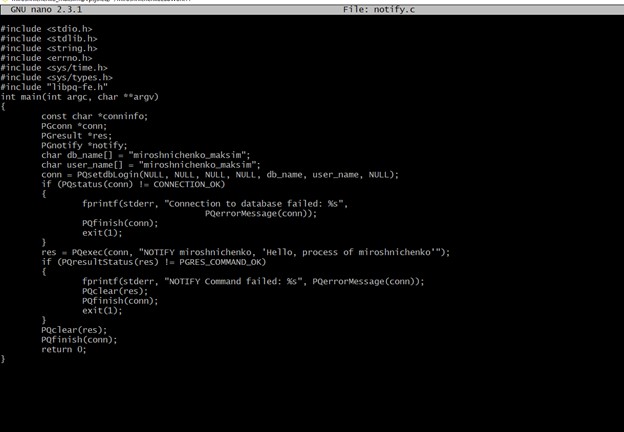 GNU nano 2.3.1 File: notify.c
#include <stdio.h>
#include <stdlib.h>
#include <string.h>
#include <errno.h>
#include <sys/time.h>
#include <sys/types.h>
#include "libpq-fe.h"
int main(int argc, char **argv)
{
        const char *conninfo;
        PGconn *conn;
        PGresult *res;
        PGnotify *notify;
        char db_name[] = "miroshnichenko_maksim";
        char user_name[] = "miroshnichenko_maksim";
        conn = PQsetdbLogin(NULL, NULL, NULL, NULL, db_name, user_name, NULL);
        if (PQstatus(conn) != CONNECTION_OK)
        {
                fprintf(stderr, "Connection to database failed: %s",
                                        PQerrorMessage(conn));
                PQfinish(conn);
                exit(1);
        }
        res = PQexec(conn, "NOTIFY miroshnichenko, 'Hello, process of miroshnichenko'");
        if (PQresultStatus(res) != PGRES_COMMAND_OK)
        {
                fprintf(stderr, "NOTIFY Command failed: %s", PQerrorMessage(conn));
                PQclear(res);
                PQfinish(conn);
                exit(1);
        }
        PQclear(res);
        PQfinish(conn);
        return 0;
}